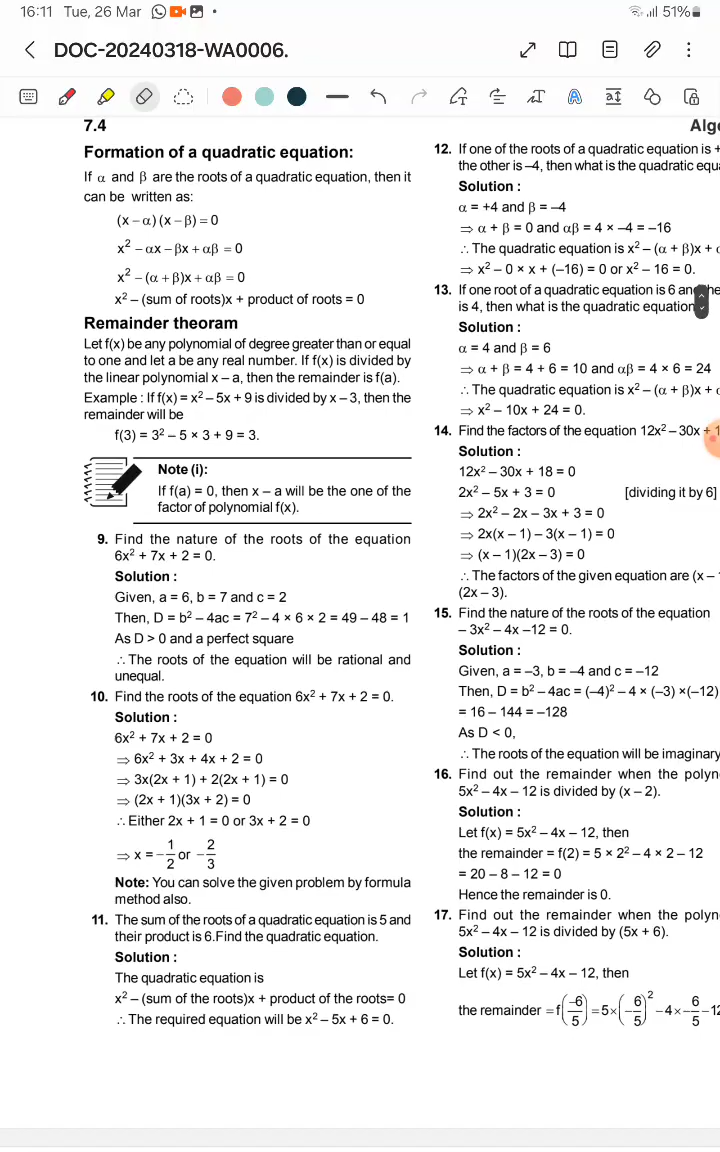 16:11 Tue, 26 Mar
51%
DOC-20240318-WA0006.
7.4
Formation of a quadratic equation:
If α and β are the roots of a quadratic equation, then it
can be written as:
(x – α) (x – β) = 0
x² – αx – βx + αβ = 0
x² – (α + β)x + αβ = 0
x² – (sum of roots)x + product of roots = 0
Remainder theoram
Let f(x) be any polynomial of degree greater than or equal
to one and let a be any real number. If f(x) is divided by
the linear polynomial x – a, then the remainder is f(a).
Example : If f(x) = x² – 5x + 9 is divided by x – 3, then the
remainder will be
f(3) = 3² – 5 × 3 + 9 = 3.
Note (i):
If f(a) = 0, then x – a will be the one of the
factor of polynomial f(x).
9. Find the nature of the roots of the equation
6x² + 7x + 2 = 0.
Solution :
Given, a = 6, b = 7 and c = 2
Then, D = b² – 4ac = 7² – 4 × 6 × 2 = 49 – 48 = 1
As D > 0 and a perfect square
∴ The roots of the equation will be rational and
unequal.
10. Find the roots of the equation 6x² + 7x + 2 = 0.
Solution :
6x² + 7x + 2 = 0
⇒ 6x² + 3x + 4x + 2 = 0
⇒ 3x(2x + 1) + 2(2x + 1) = 0
⇒ (2x + 1)(3x + 2) = 0
∴ Either 2x + 1 = 0 or 3x + 2 = 0
⇒ x = –1/2 or –2/3
Note: You can solve the given problem by formula
method also.
11. The sum of the roots of a quadratic equation is 5 and
their product is 6.Find the quadratic equation.
Solution :
The quadratic equation is
x² – (sum of the roots)x + product of the roots= 0
∴ The required equation will be x² – 5x + 6 = 0.
Alge
12. If one of the roots of a quadratic equation is +
the other is –4, then what is the quadratic equa
Solution :
α = +4 and β = –4
⇒ α + β = 0 and αβ = 4 × –4 = –16
∴ The quadratic equation is x² – (α + β)x +
⇒ x² – 0 × x + (–16) = 0 or x² – 16 = 0.
13. If one root of a quadratic equation is 6 and the
is 4, then what is the quadratic equation
Solution :
α = 4 and β = 6
⇒ α + β = 4 + 6 = 10 and αβ = 4 × 6 = 24
∴ The quadratic equation is x² – (α + β)x +
⇒ x² – 10x + 24 = 0.
14. Find the factors of the equation 12x² – 30x + 1
Solution :
12x² – 30x + 18 = 0
2x² – 5x + 3 = 0 [dividing it by 6]
⇒ 2x² – 2x – 3x + 3 = 0
⇒ 2x(x – 1) – 3(x – 1) = 0
⇒ (x – 1)(2x – 3) = 0
∴ The factors of the given equation are (x –
(2x – 3).
15. Find the nature of the roots of the equation
– 3x² – 4x –12 = 0.
Solution :
Given, a = –3, b = –4 and c = –12
Then, D = b² – 4ac = (–4)² – 4 × (–3) ×(–12)
= 16 – 144 = –128
As D < 0,
∴ The roots of the equation will be imaginary
16. Find out the remainder when the polyn
5x² – 4x – 12 is divided by (x – 2).
Solution :
Let f(x) = 5x² – 4x – 12, then
the remainder = f(2) = 5 × 2² – 4 × 2 – 12
= 20 – 8 – 12 = 0
Hence the remainder is 0.
17. Find out the remainder when the polyn
5x² – 4x – 12 is divided by (5x + 6).
Solution :
Let f(x) = 5x² – 4x – 12, then
the remainder = f(–6/5) = 5×(–6/5)² – 4×–6/5 – 12